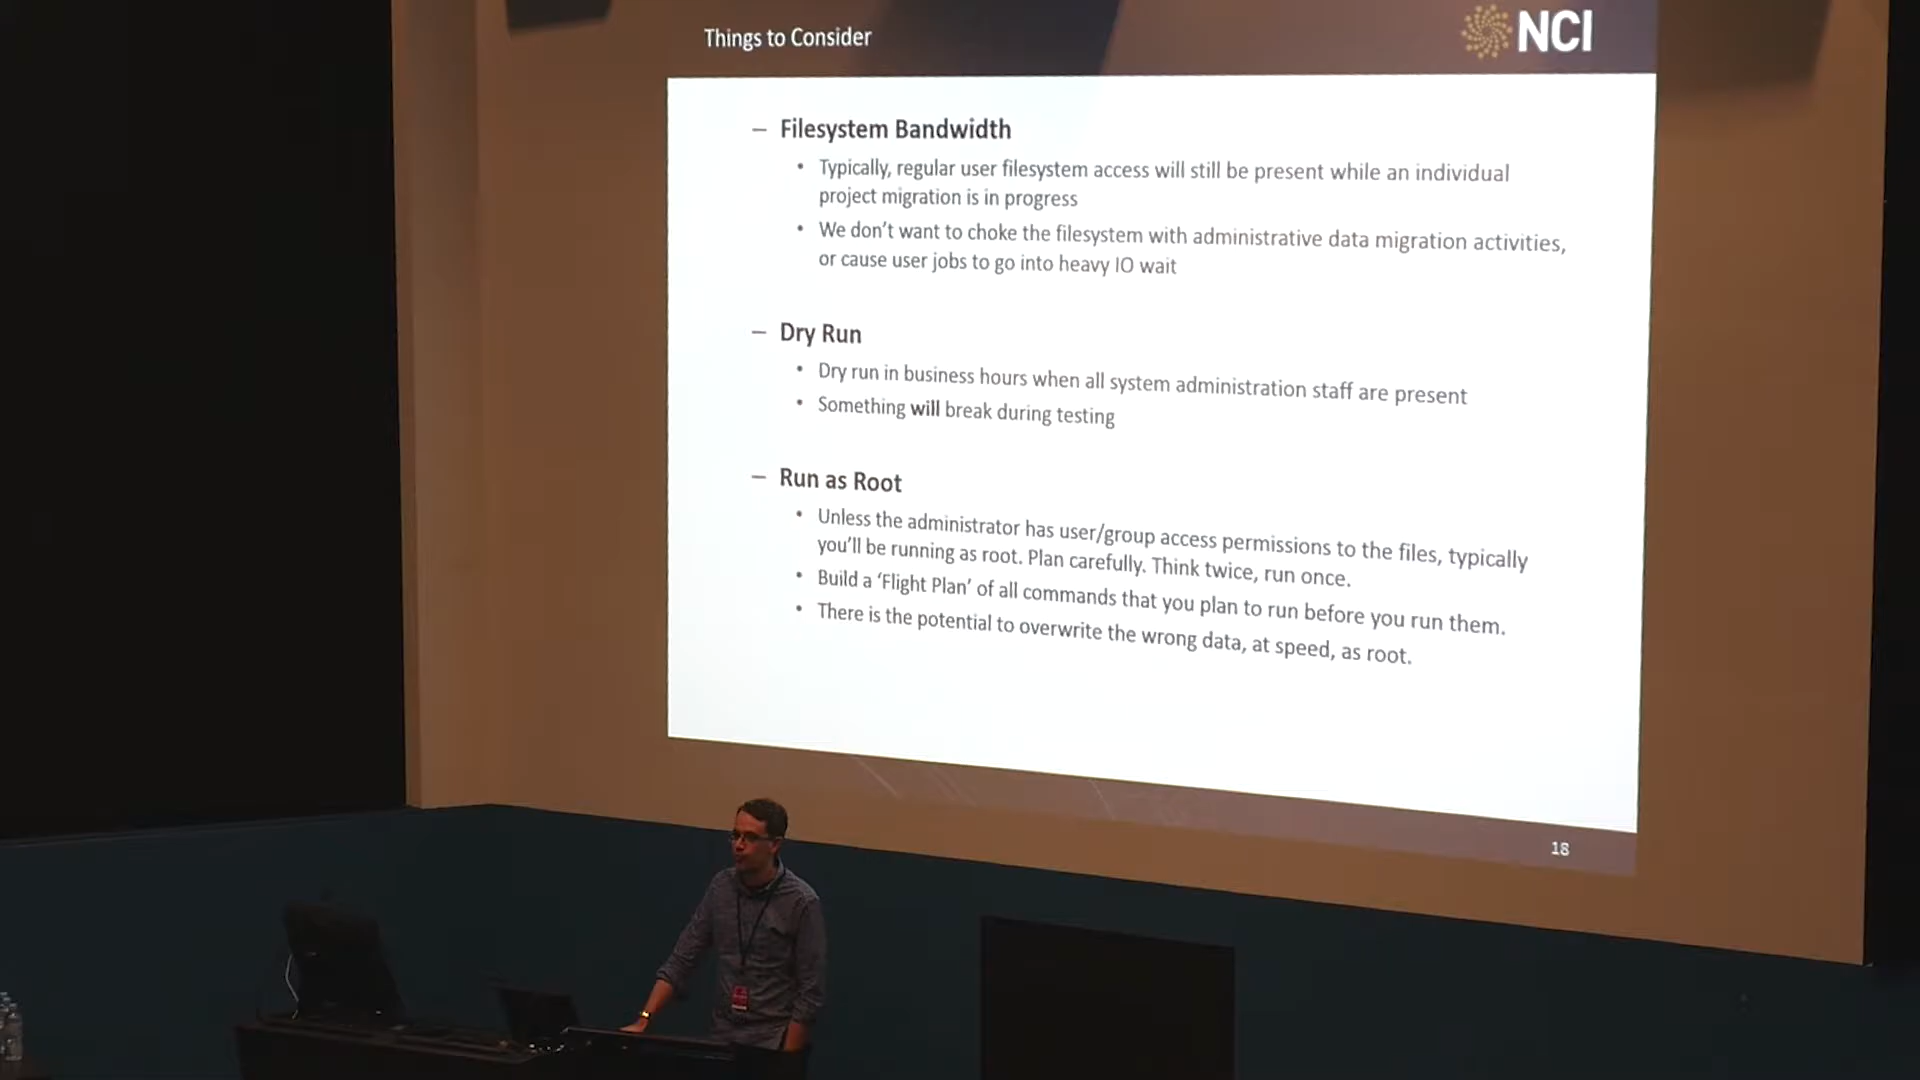 Things to Consider
NCI
– Filesystem Bandwidth
• Typically, regular user filesystem access will still be present while an individual
project migration is in progress
• We don’t want to choke the filesystem with administrative data migration activities,
or cause user jobs to go into heavy IO wait
– Dry Run
• Dry run in business hours when all system administration staff are present
• Something will break during testing
– Run as Root
• Unless the administrator has user/group access permissions to the files, typically
you’ll be running as root. Plan carefully. Think twice, run once.
• Build a ‘Flight Plan’ of all commands that you plan to run before you run them.
• There is the potential to overwrite the wrong data, at speed, as root.
18